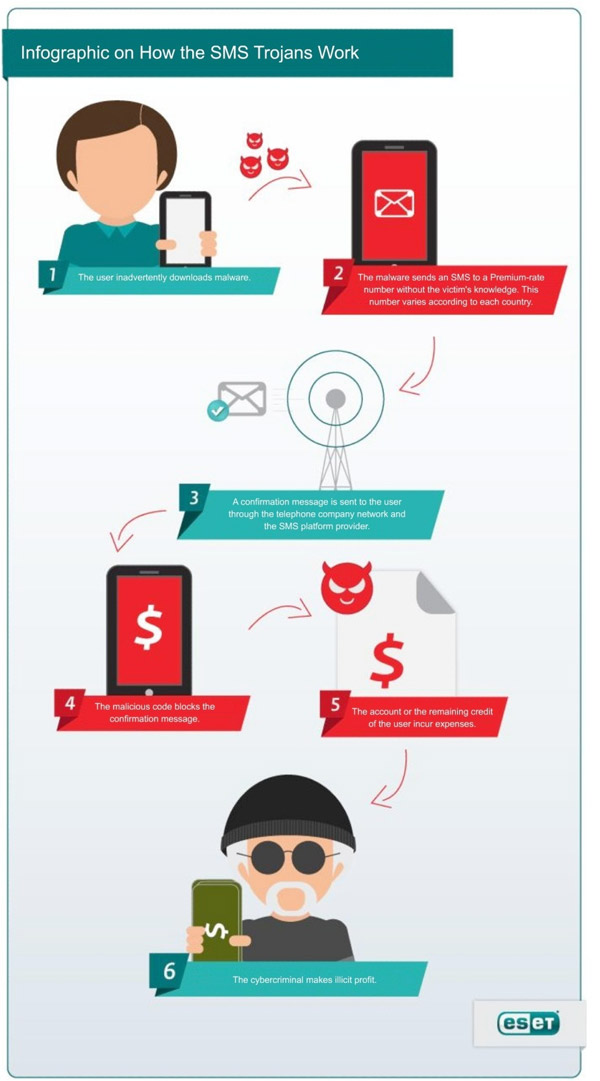 Infographic on How the SMS Trojans Work
1
The user inadvertently downloads malware.
2
The malware sends an SMS to a Premium-rate
number without the victim's knowledge. This
number varies according to each country.
3
A confirmation message is sent to the user
through the telephone company network and
the SMS platform provider.
$
$
4
The malicious code blocks the
confirmation message.
5
The account or the remaining credit
of the user incur expenses.
$
6
The cybercriminal makes illicit profit.
eseT